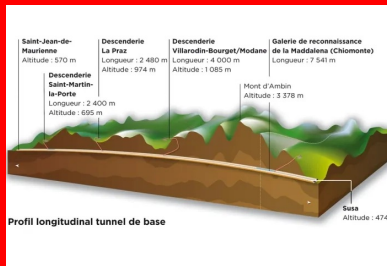 Saint-Jean-de-
Maurienne
Altitude : 570 m
Descenderie
La Praz
Longueur : 2 480 m
Altitude : 974 m
Descenderie
Villarodin-Bourget/Modane
Longueur : 4 000 m
Altitude : 1 085 m
Galerie de reconnaissance
de la Maddalena (Chiomonte)
Longueur : 7 541 m
Descenderie
Saint-Martin-
la-Porte
Longueur : 2 400 m
Altitude : 695 m
Mont d'Ambin
Altitude : 3 378 m
Susa
Altitude : 474
Profil longitudinal tunnel de base